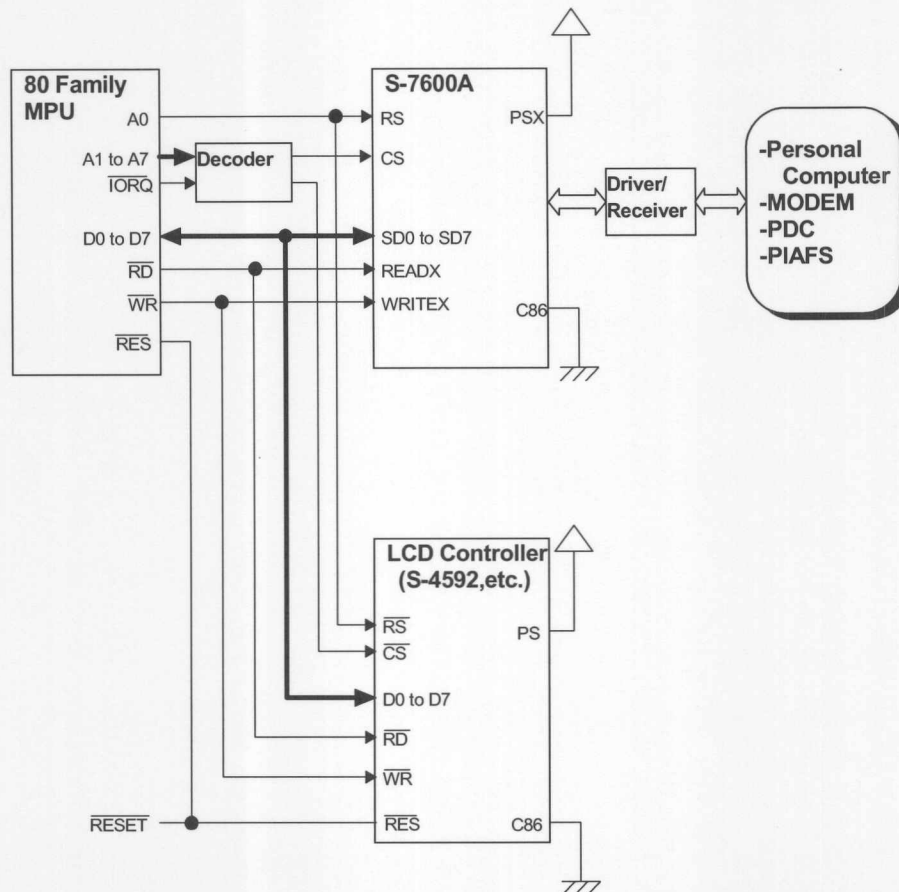 80 Family
MPU
A0
A1 to A7
IORQ
D0 to D7
RD
WR
RES
Decoder
S-7600A
RS
CS
SD0 to SD7
READX
WRITEX
PSX
C86
Driver/
Receiver
-Personal
Computer
-MODEM
-PDC
-PIAFS
LCD Controller
(S-4592,etc.)
RS
CS
D0 to D7
RD
WR
RES
PS
C86
RESET